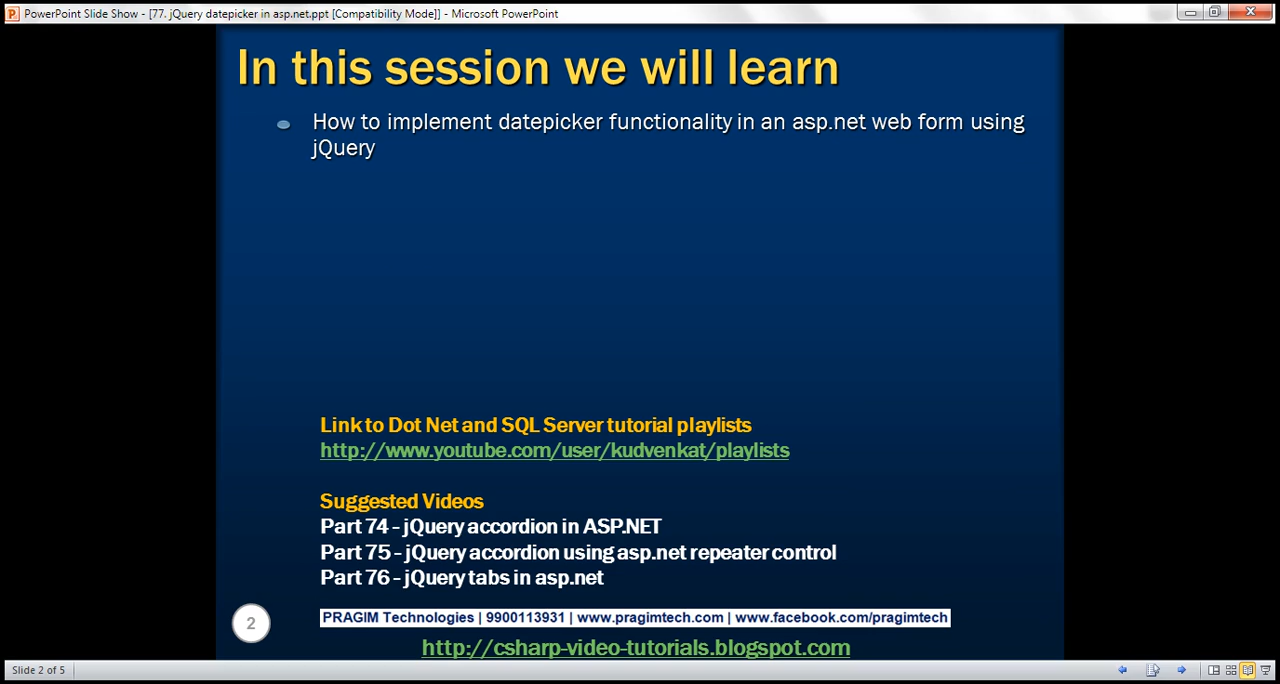 PowerPoint Slide Show - [77. jQuery datepicker in asp.net.ppt [Compatibility Mode]] - Microsoft PowerPoint
In this session we will learn
How to implement datepicker functionality in an asp.net web form using
jQuery
Link to Dot Net and SQL Server tutorial playlists
http://www.youtube.com/user/kudvenkat/playlists
Suggested Videos
Part 74 - jQuery accordion in ASP.NET
Part 75 - jQuery accordion using asp.net repeater control
Part 76 - jQuery tabs in asp.net
2
PRAGIM Technologies | 9900113931 | www.pragimtech.com | www.facebook.com/pragimtech
http://csharp-video-tutorials.blogspot.com
Slide 2 of 5